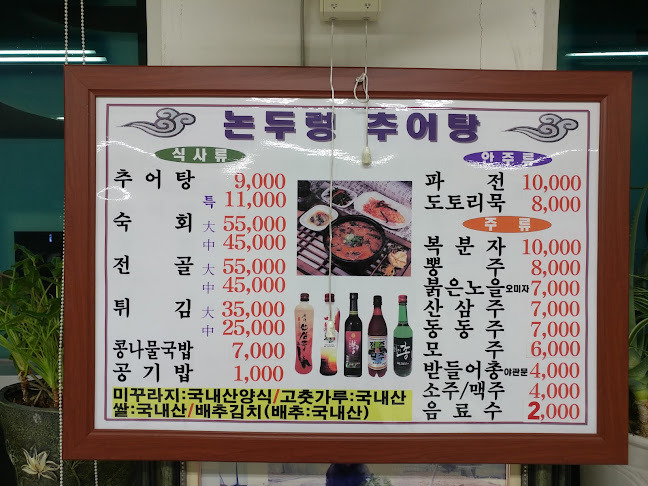 논두렁 추어탕
식사류
추어탕 9,000
특 11,000
숙회 大 55,000
中 45,000
전골 大 55,000
中 45,000
튀김 大 35,000
中 25,000
콩나물국밥 7,000
공기밥 1,000
안주류
파전 10,000
도토리묵 8,000
주류
복분자 10,000
뽕주 8,000
붉은노을오미자 7,000
산삼주 7,000
동동주 7,000
모주 6,000
받들어총야관문 4,000
소주/맥주 4,000
음료수 2,000
미꾸라지:국내산양식/고춧가루:국내산
쌀:국내산/배추김치(배추:국내산)